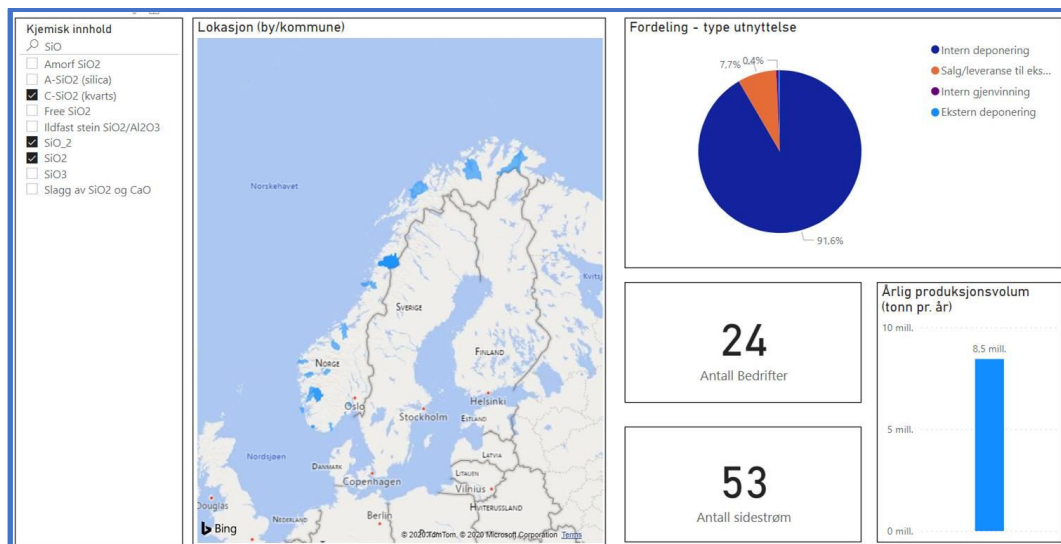 Kjemisk innhold
SiO
Amorf SiO2
A-SiO2 (silica)
C-SiO2 (kvarts)
Free SiO2
Ildfast stein SiO2/Al2O3
SiO_2
SiO2
SiO3
Slagg av SiO2 og CaO
Lokasjon (by/kommune)
Norskehavet
Kvitsj
SVERIGE
FINLAND
NORGE
Oslo
Helsinki
Stockholm
ESTLAND
Nordsjøen
LATVIA
DANMARK
LITAUEN
Copenhagen
Vilnius
Douglas
HVITERUSSLAND
Berlin
NEDERLAND
Bing
© 2020 TomTom, © 2020 Microsoft Corporation Terms
Fordeling - type utnyttelse
7,7%
0,4%
91,6%
Intern deponering
Salg/leveranse til eks...
Intern gjenvinning
Ekstern deponering
24
Antall Bedrifter
53
Antall sidestrøm
Årlig produksjonsvolum
(tonn pr. år)
10 mill.
8.5 mill.
5 mill.
0 mill.